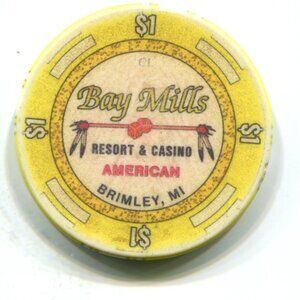 $1
Bay Mills
RESORT & CASINO
AMERICAN
BRIMLEY, MI
$1
$1
$1